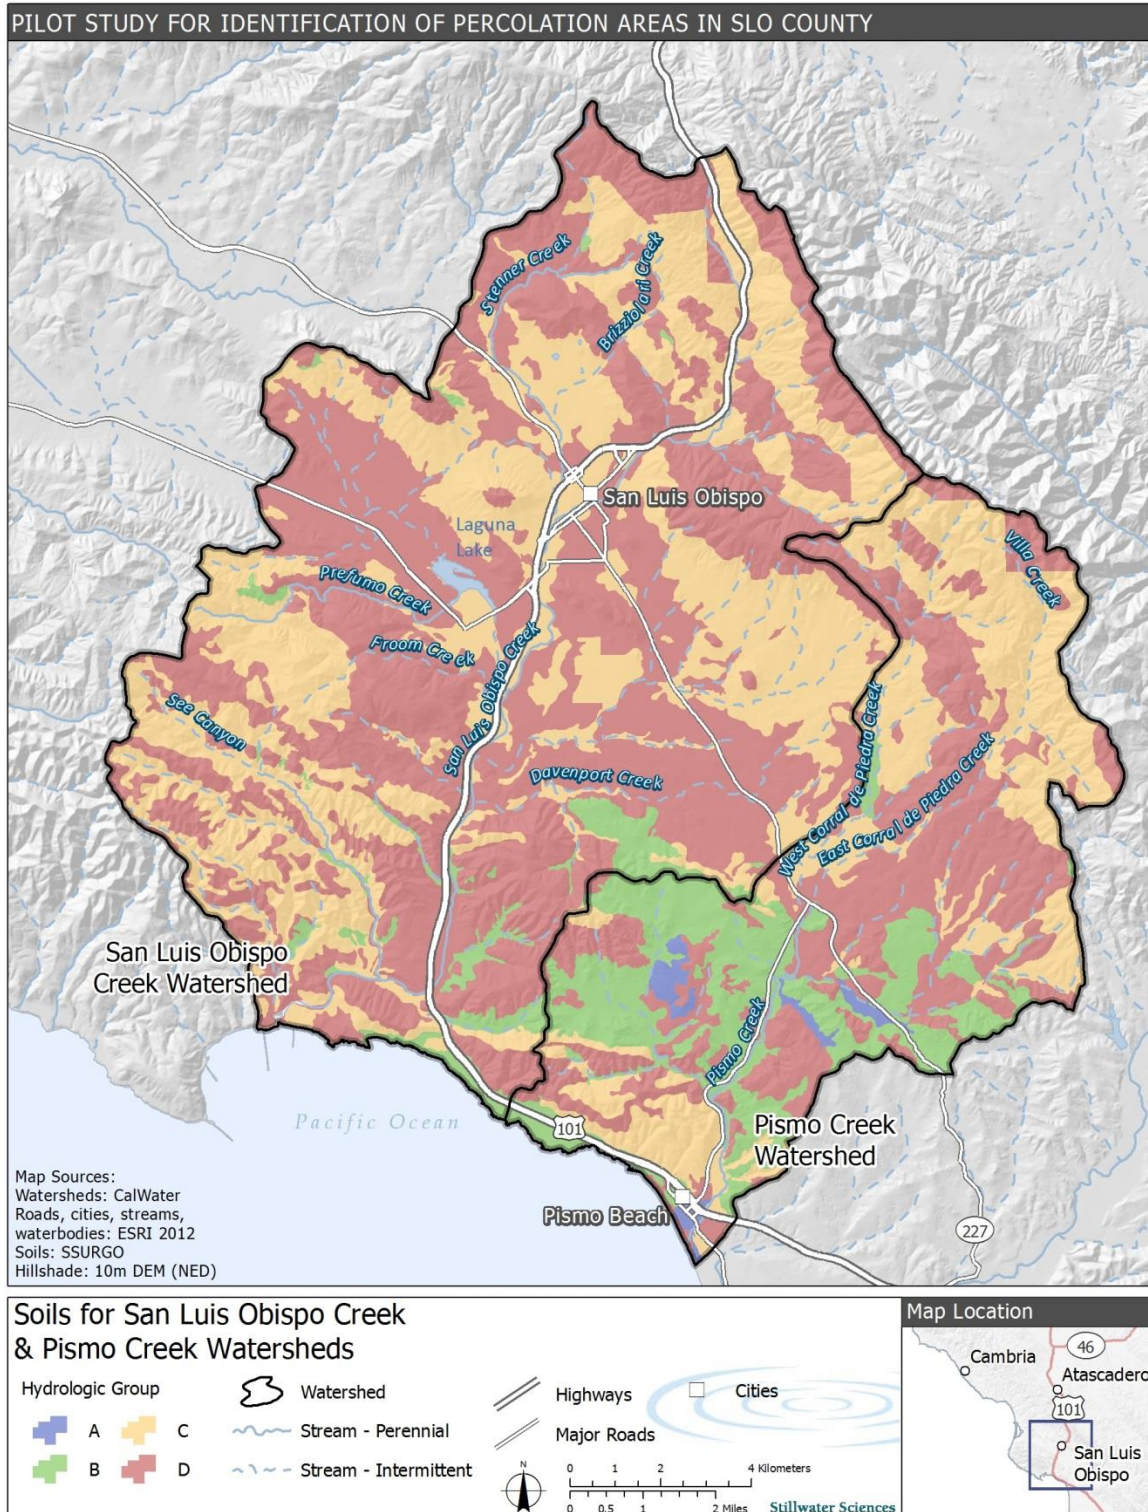 PILOT STUDY FOR IDENTIFICATION OF PERCOLATION AREAS IN SLO COUNTY
Stenner Creek
Brizziolari Creek
San Luis Obispo
Laguna
Lake
Villa Creek
Prefumo Creek
Froom Creek
San Luis Obispo Creek
See Canyon
West Corral de Piedra Creek
Davenport Creek
East Corral de Piedra Creek
San Luis Obispo
Creek Watershed
Pismo Creek
Pacific Ocean
101
Pismo Creek
Watershed
Map Sources:
Watersheds: CalWater
Roads, cities, streams,
waterbodies: ESRI 2012
Soils: SSURGO
Hillshade: 10m DEM (NED)
Pismo Beach
227
Soils for San Luis Obispo Creek
& Pismo Creek Watersheds
Hydrologic Group
A
C
B
D
Watershed
Stream - Perennial
Stream - Intermittent
Highways
Major Roads
Cities
N
0 1 2 4 Kilometers
0 0.5 1 2 Miles
Stillwater Sciences
Map Location
46
Cambria
Atascadero
101
San Luis
Obispo